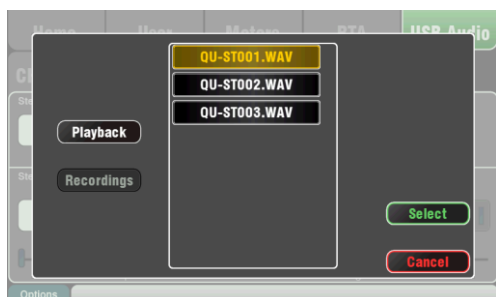 Home User Meters RTA USB Audio
QU-ST001.WAV
QU-ST002.WAV
QU-ST003.WAV
Playback
Recordings
Select
Cancel
Options